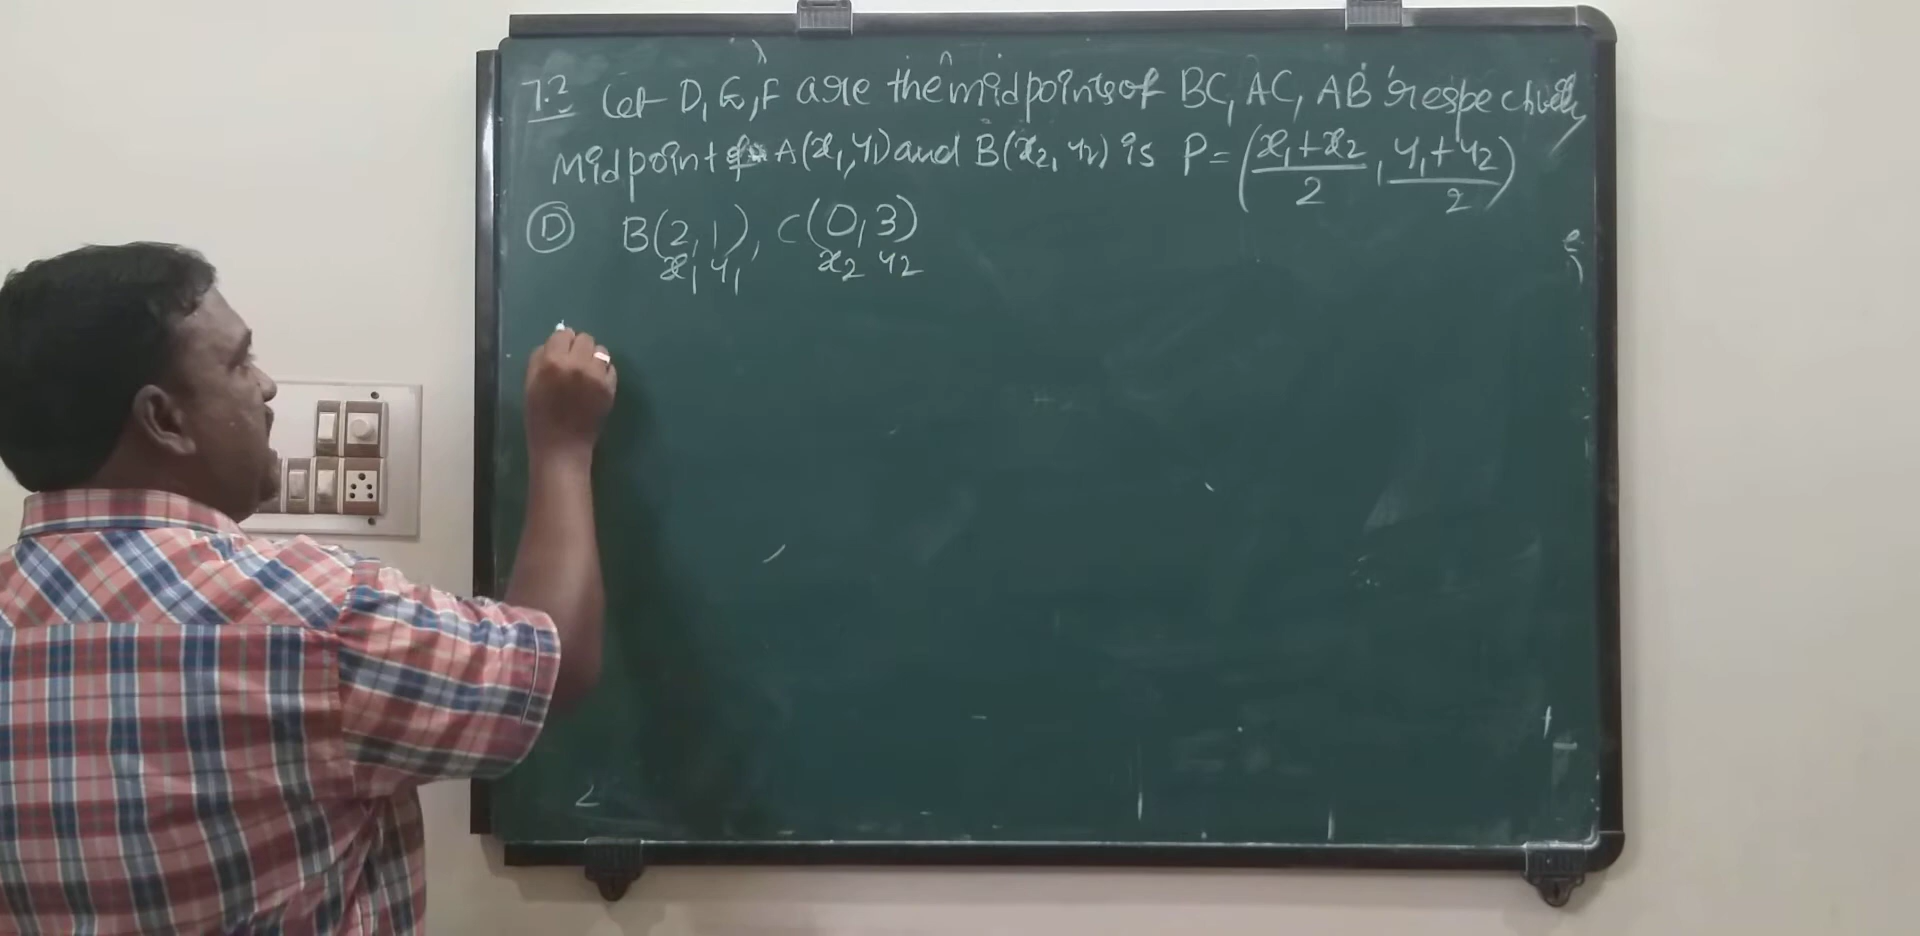 7.2 Let D, E, F are the midpoints of BC, AC, AB respectively
Midpoint of A(x₁, y₁) and B(x₂, y₂) is P = (x₁+x₂/2, y₁+y₂/2)
D B(2, 1), C(0, 3)
x₁ y₁ x₂ y₂